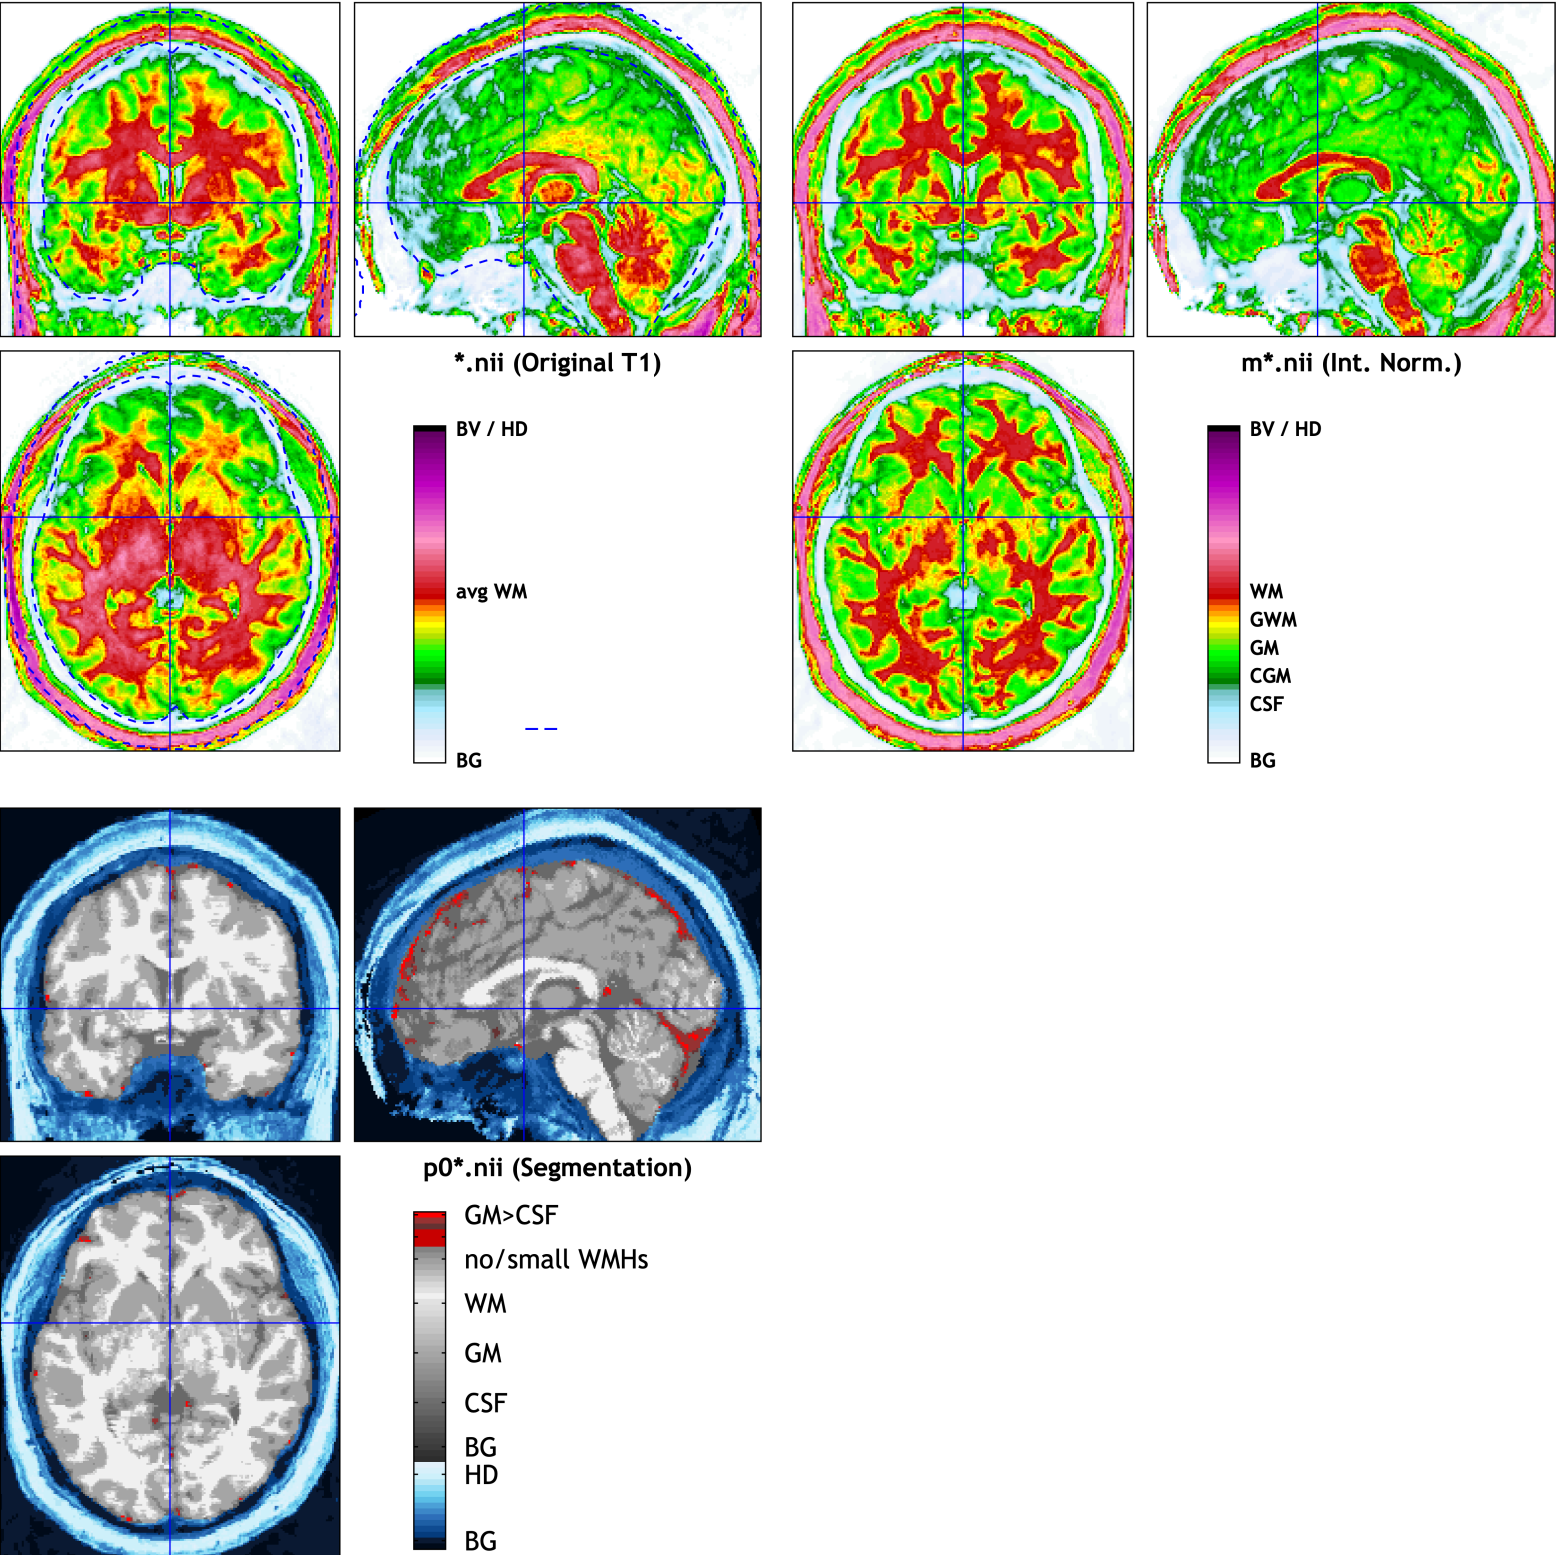 *.nii (Original T1)
BV / HD
avg WM
BG
m*.nii (Int. Norm.)
BV / HD
WM
GWM
GM
CGM
CSF
BG
p0*.nii (Segmentation)
GM>CSF
no/small WMHs
WM
GM
CSF
BG
HD
BG